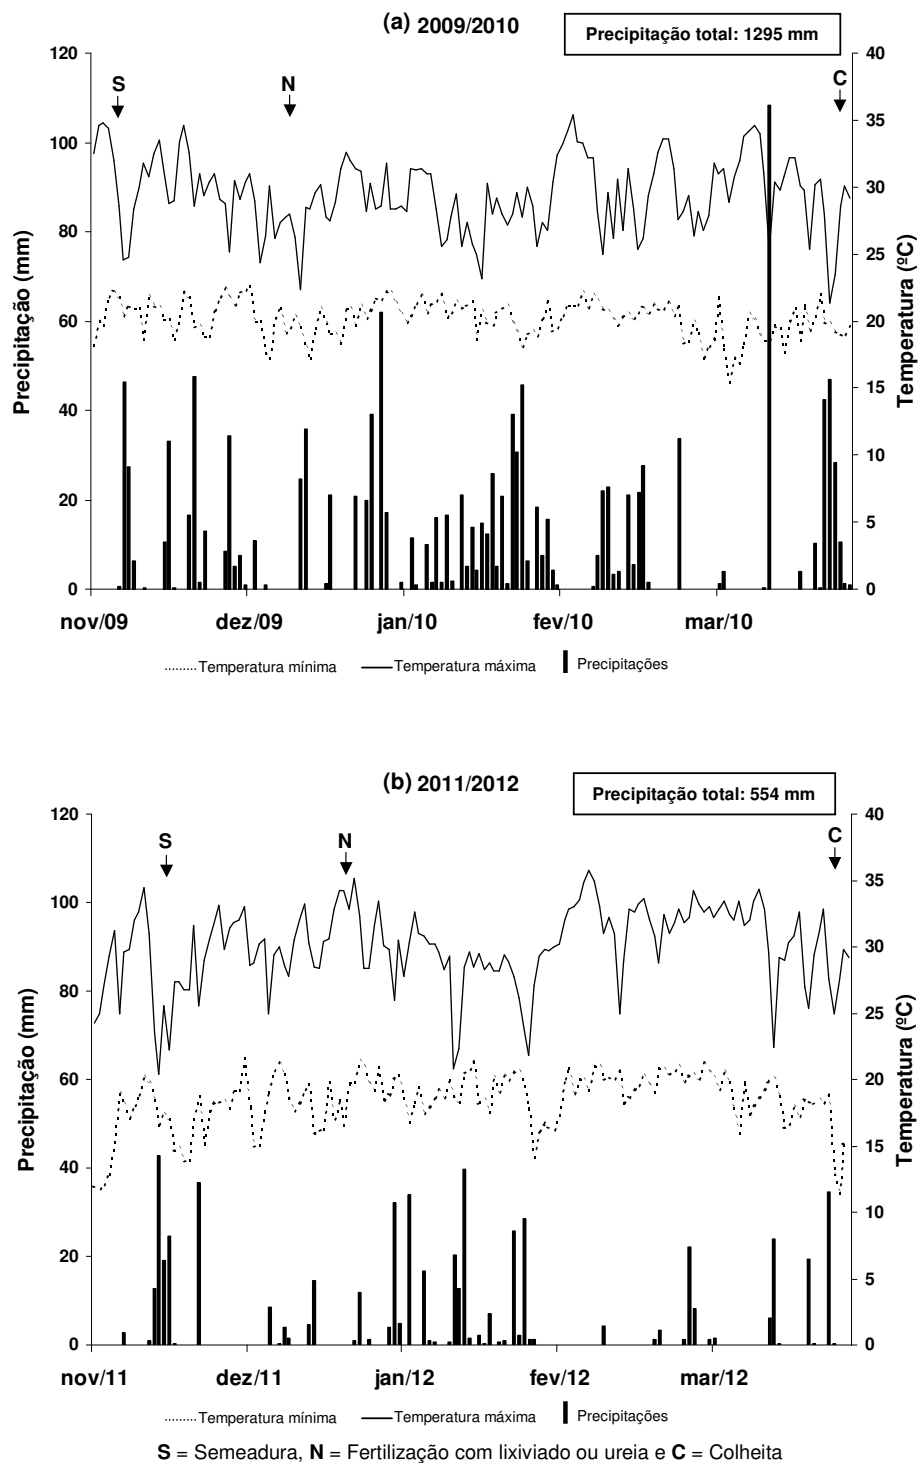 (a) 2009/2010
Precipitação total: 1295 mm
120
100
80
60
40
20
0
Precipitação (mm)
40
35
30
25
20
15
10
5
0
Temperatura (ºC)
S
N
C
nov/09 dez/09 jan/10 fev/10 mar/10
Temperatura mínima Temperatura máxima Precipitações
(b) 2011/2012
Precipitação total: 554 mm
120
100
80
60
40
20
0
Precipitação (mm)
40
35
30
25
20
15
10
5
0
Temperatura (ºC)
S
N
C
nov/11 dez/11 jan/12 fev/12 mar/12
Temperatura mínima Temperatura máxima Precipitações
S = Semeadura, N = Fertilização com lixiviado ou ureia e C = Colheita